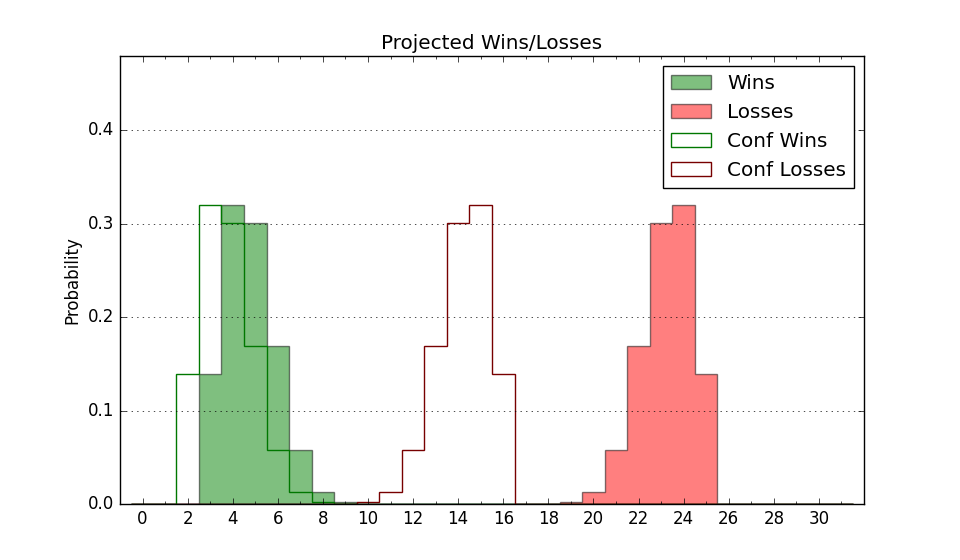 Projected Wins/Losses
Wins
Losses
Conf Wins
Conf Losses
Probability
0.4
0.3
0.2
0.1
0.0
0 2 4 6 8 10 12 14 16 18 20 22 24 26 28 30